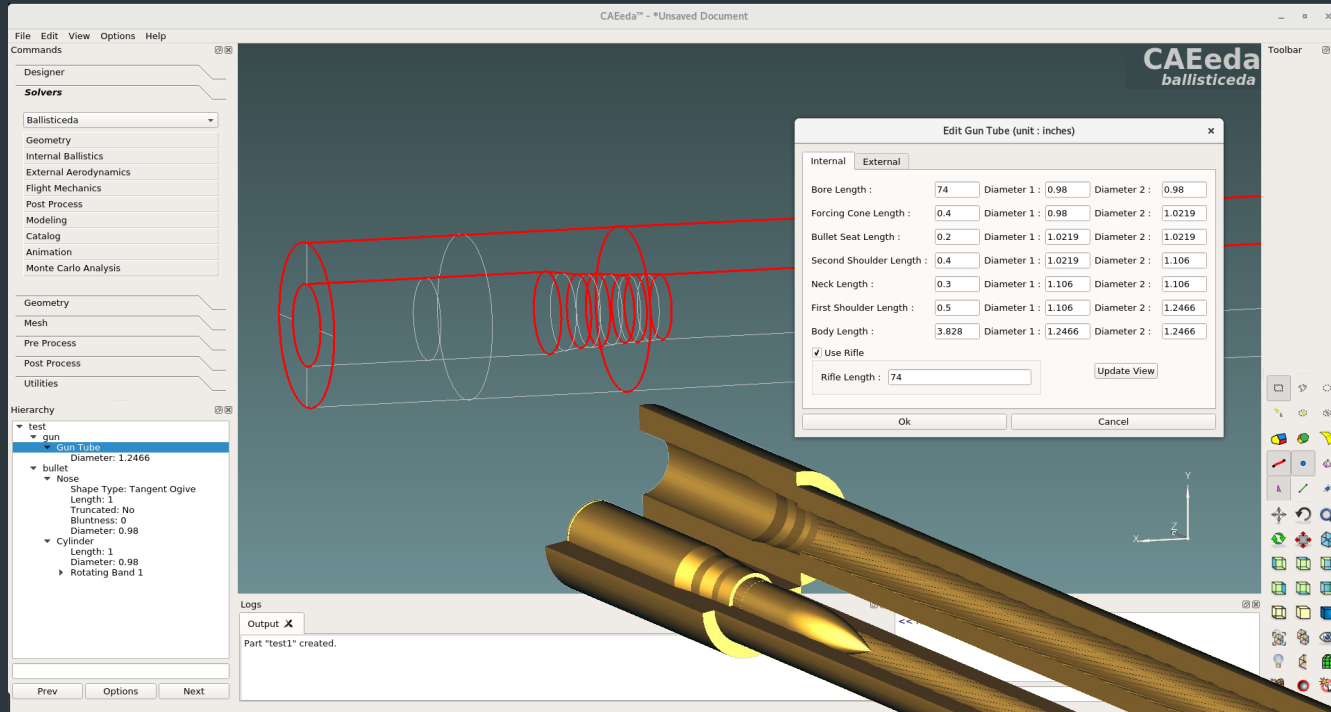 CAEeda™ - *Unsaved Document
File Edit View Options Help
Commands
Designer
Solvers
Ballisticeda
Geometry
Internal Ballistics
External Aerodynamics
Flight Mechanics
Post Process
Modeling
Catalog
Animation
Monte Carlo Analysis
Geometry
Mesh
Pre Process
Post Process
Utilities
Hierarchy
test
gun
Gun Tube
Diameter: 1.2466
bullet
Nose
Shape Type: Tangent Ogive
Length: 1
Truncated: No
Bluntness: 0
Diameter: 0.98
Cylinder
Length: 1
Diameter: 0.98
Rotating Band 1
Prev Options Next
CAEeda
ballisticeda
Edit Gun Tube (unit : inches)
Internal External
Bore Length : 74 Diameter 1 : 0.98 Diameter 2 : 0.98
Forcing Cone Length : 0.4 Diameter 1 : 0.98 Diameter 2 : 1.0219
Bullet Seat Length : 0.2 Diameter 1 : 1.0219 Diameter 2 : 1.0219
Second Shoulder Length : 0.4 Diameter 1 : 1.0219 Diameter 2 : 1.106
Neck Length : 0.3 Diameter 1 : 1.106 Diameter 2 : 1.106
First Shoulder Length : 0.5 Diameter 1 : 1.106 Diameter 2 : 1.2466
Body Length : 3.828 Diameter 1 : 1.2466 Diameter 2 : 1.2466
Use Rifle
Rifle Length : 74
Update View
Ok Cancel
Y
Z
X
Logs
Output
Part "test1" created.
<<
Toolbar